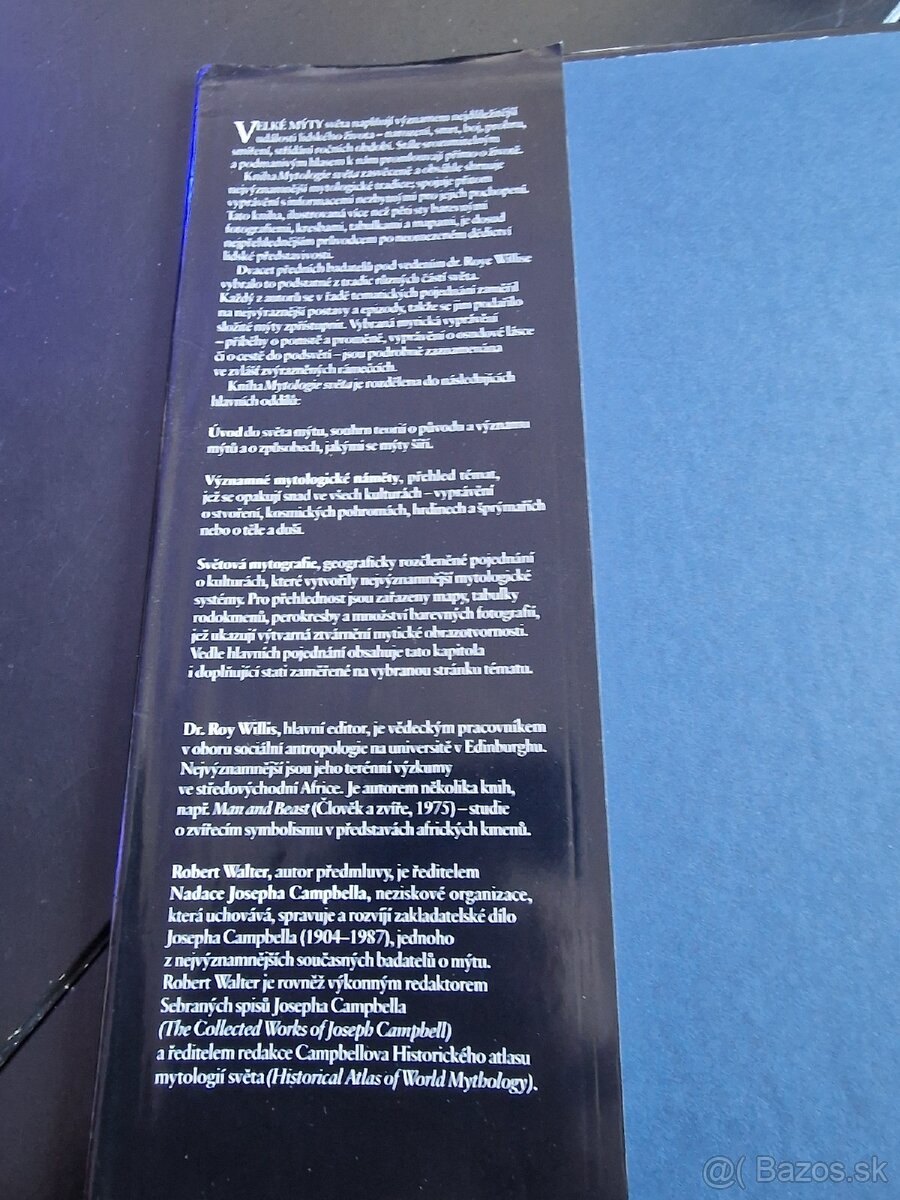 VELKÉ MÝTY světa naplňují významem nejdůležitější
události lidského života – narození, smrt, boj, prohru,
smíření, střídání ročních období. Stále srozumitelným
a podmanivým hlasem k nám promlouvají přímo o životě.
Kniha Mytologie světa zasvěceně a obsáhle shrnuje
nejvýznamnější mytologické tradice; spojuje přitom
vyprávění s informacemi nezbytnými pro jejich pochopení.
Tato kniha, ilustrovaná více než pěti sty barevnými
fotografiemi, kresbami, tabulkami a mapami, je dosud
nejpřehlednějším průvodcem po neomezeném dědictví
lidské představivosti.
Dvacet předních badatelů pod vedením dr. Roye Willise
vybralo to podstatné z tradic různých částí světa.
Každý z autorů se v řadě tematických pojednání zaměřil
na nejvýraznější postavy a epizody, takže se jim podařilo
složité mýty zpřístupnit. Vybraná mytická vyprávění
– příběhy o pomstě a proměně, vyprávění o osudové lásce
či o cestě do podsvětí – jsou podrobně zaznamenána
ve zvlášť zvýrazněných rámečcích.
Kniha Mytologie světa je rozdělena do následujících
hlavních oddílů:
Úvod do světa mýtu, souhrn teorií o původu a významu
mýtů a o způsobech, jakými se mýty šíří.
Významné mytologické náměty, přehled témat,
jež se opakují snad ve všech kulturách – vyprávění
o stvoření, kosmických pohromách, hrdinech a šprýmařích
nebo o těle a duši.
Světová mytografie, geograficky rozčleněné pojednání
o kulturách, které vytvořily nejvýznamnější mytologické
systémy. Pro přehlednost jsou zařazeny mapy, tabulky
rodokmenů, perokresby a množství barevných fotografií,
jež ukazují výtvarná ztvárnění mytické obrazotvornosti.
Vedle hlavních pojednání obsahuje tato kapitola
i doplňující stati zaměřené na vybranou stránku tématu.
Dr. Roy Willis, hlavní editor, je vědeckým pracovníkem
v oboru sociální antropologie na universitě v Edinburghu.
Nejvýznamnější jsou jeho terénní výzkumy
ve středovýchodní Africe. Je autorem několika knih,
např. Man and Beast (Člověk a zvíře, 1975) – studie
o zvířecím symbolismu v představách afrických kmenů.
Robert Walter, autor předmluvy, je ředitelem
Nadace Josepha Campbella, neziskové organizace,
která uchovává, spravuje a rozvíjí zakladatelské dílo
Josepha Campbella (1904–1987), jednoho
z nejvýznamnějších současných badatelů o mýtu.
Robert Walter je rovněž výkonným redaktorem
Sebraných spisů Josepha Campbella
(The Collected Works of Joseph Campbell)
a ředitelem redakce Campbellova Historického atlasu
mytologií světa (Historical Atlas of World Mythology).
@( Bazos.sk